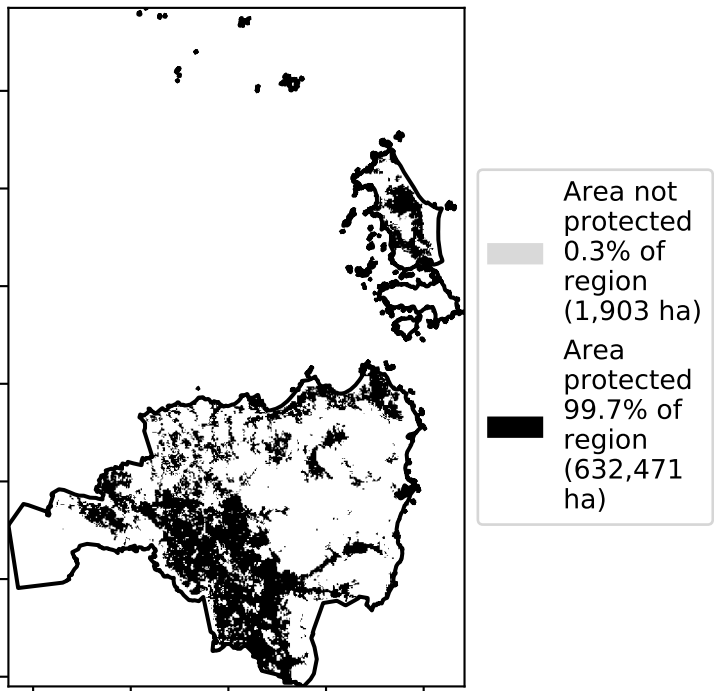 Area not
protected
0.3% of
region
(1,903 ha)
Area
protected
99.7% of
region
(632,471
ha)